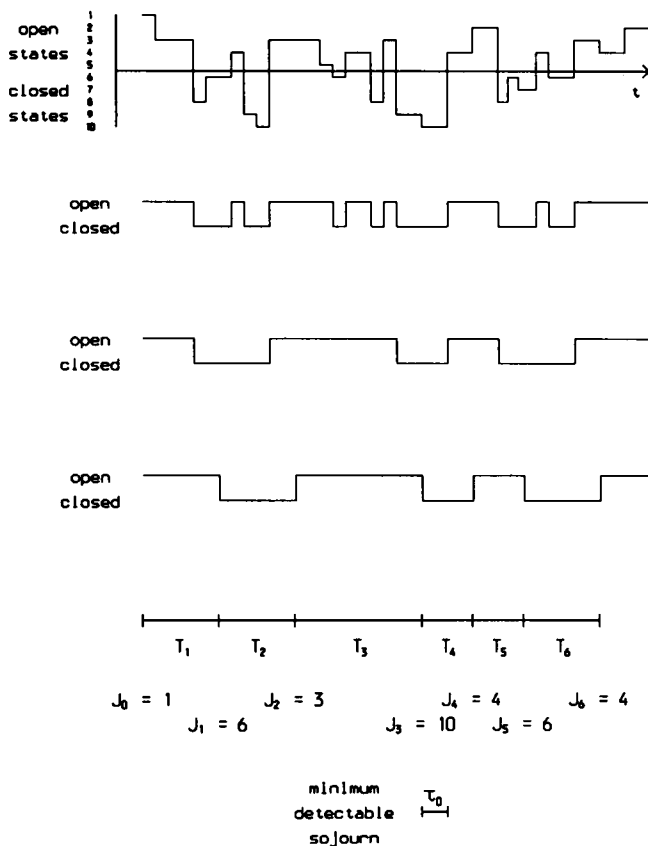 open
states
closed
states
1
2
3
4
5
6
7
8
9
10
t
open
closed
open
closed
open
closed
T₁ T₂ T₃ T₄ T₅ T₆
J₀ = 1 J₂ = 3 J₄ = 4 J₆ = 4
J₁ = 6 J₃ = 10 J₅ = 6
minimum
detectable
sojourn
τ₀